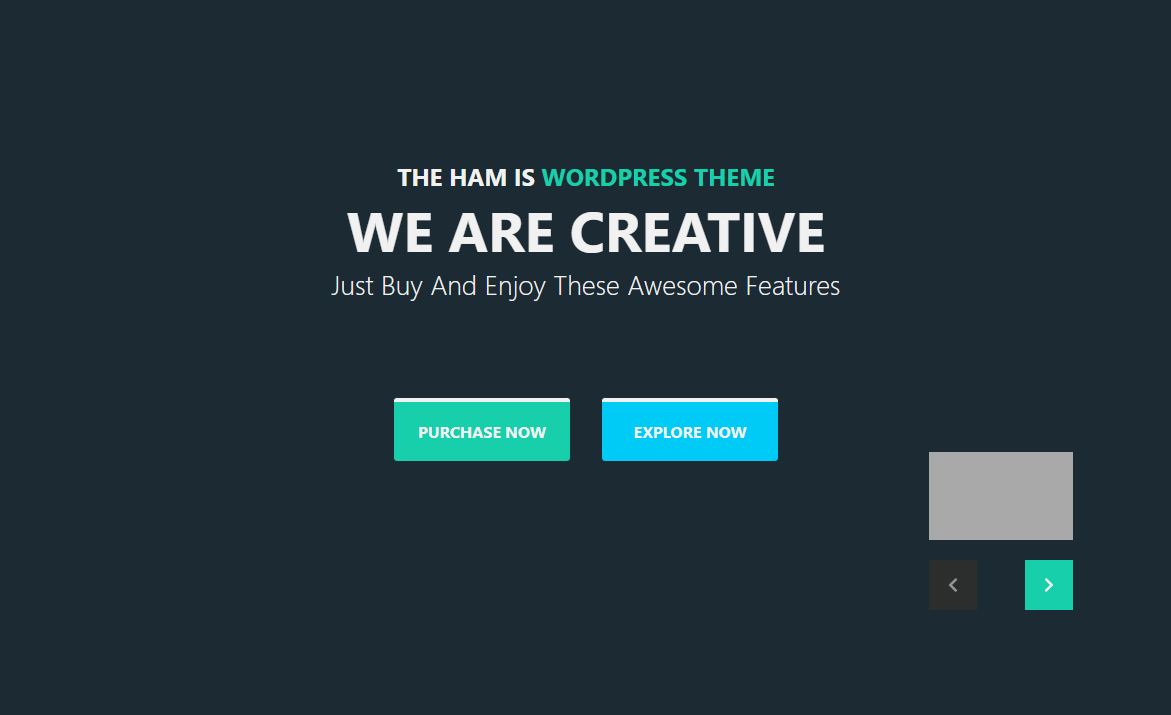 THE HAM IS WORDPRESS THEME
WE ARE CREATIVE
Just Buy And Enjoy These Awesome Features
PURCHASE NOW
EXPLORE NOW